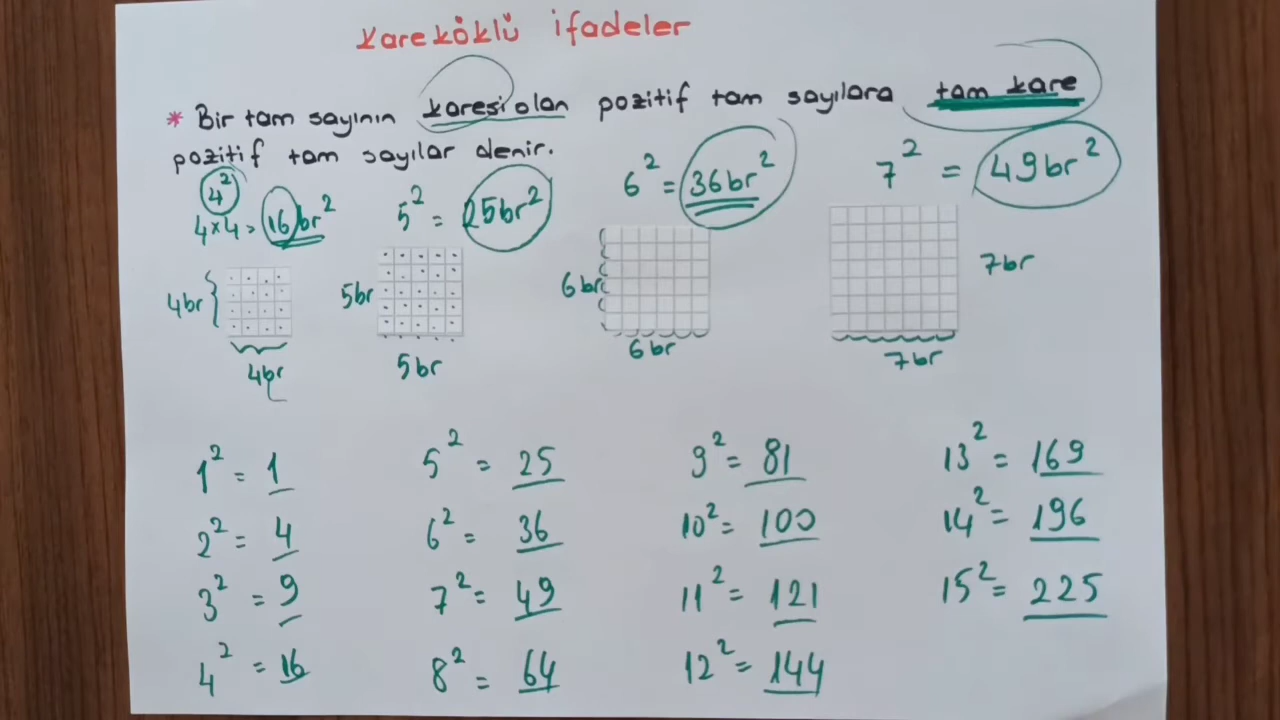 Kareköklü İfadeler
* Bir tam sayının karesi olan pozitif tam sayılara tam kare
pozitif tam sayılar denir.
4²
4x4 = 16br²
5² = 25br²
6² = 36br²
7² = 49br²
4br
4br
5br
5br
6br
6br
7br
7br
1² = 1
2² = 4
3² = 9
4² = 16
5² = 25
6² = 36
7² = 49
8² = 64
9² = 81
10² = 100
11² = 121
12² = 144
13² = 169
14² = 196
15² = 225